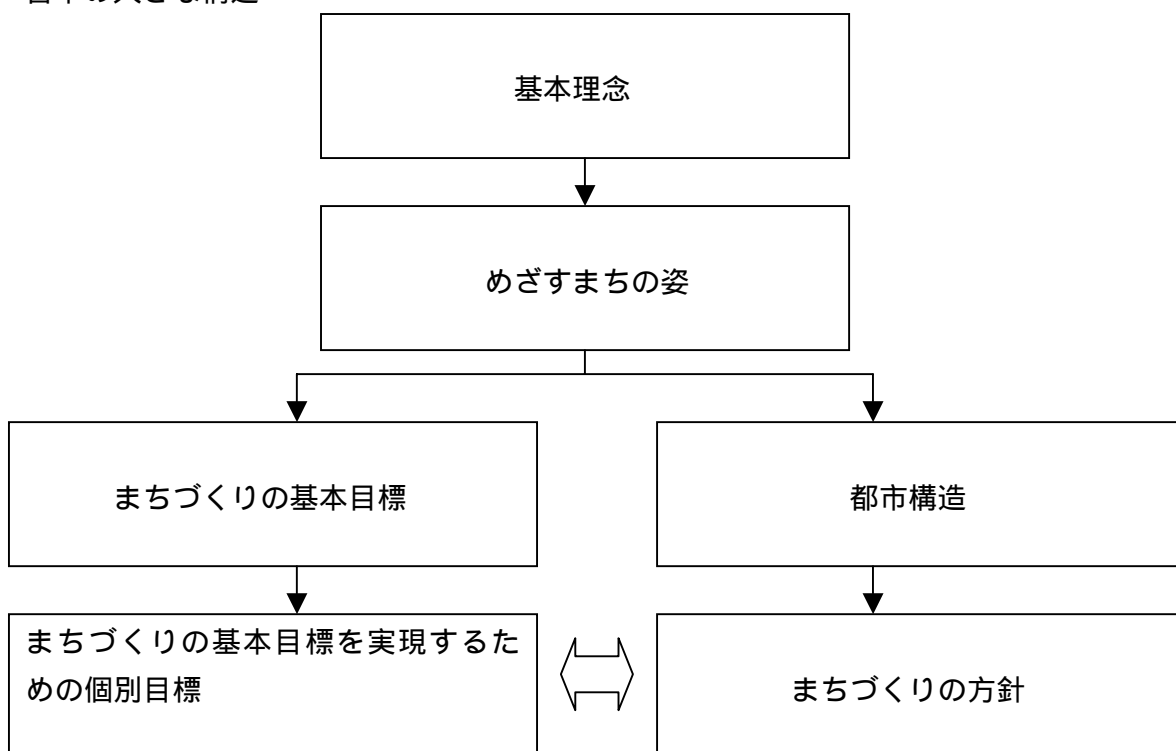 基本理念
めざすまちの姿
まちづくりの基本目標
都市構造
まちづくりの基本目標を実現するた
めの個別目標
まちづくりの方針